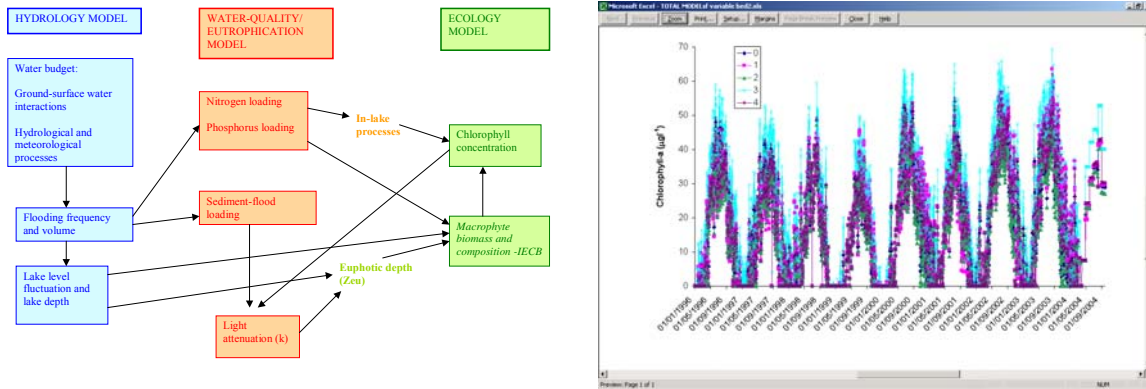 HYDROLOGY MODEL
WATER-QUALITY/
EUTROPHICATION
MODEL
ECOLOGY
MODEL
Water budget:
Ground-surface water
interactions
Hydrological and
meteorological
processes
Nitrogen loading
Phosphorus loading
In-lake
processes
Chlorophyll
concentration
Flooding frequency
and volume
Sediment-flood
loading
Macrophyte
biomass and
composition -IECB
Lake level
fluctuation and
lake depth
Euphotic depth
(Zeu)
Light
attenuation (k)
Microsoft Excel - TOTAL MODELsf variable bed2.xls
Next
Previous
Zoom
Print...
Setup...
Margins
Page Break Preview
Close
Help
Chlorophyll-a (µgl⁻¹)
70
60
50
40
30
20
10
0
0
1
2
3
4
01/01/1996
01/05/1996
01/09/1996
01/01/1997
01/05/1997
01/09/1997
01/01/1998
01/05/1998
01/09/1998
01/01/1999
01/05/1999
01/09/1999
01/01/2000
01/05/2000
01/09/2000
01/01/2001
01/05/2001
01/09/2001
01/01/2002
01/05/2002
01/09/2002
01/01/2003
01/05/2003
01/09/2003
01/01/2004
01/05/2004
01/09/2004
Preview: Page 1 of 1
NUM